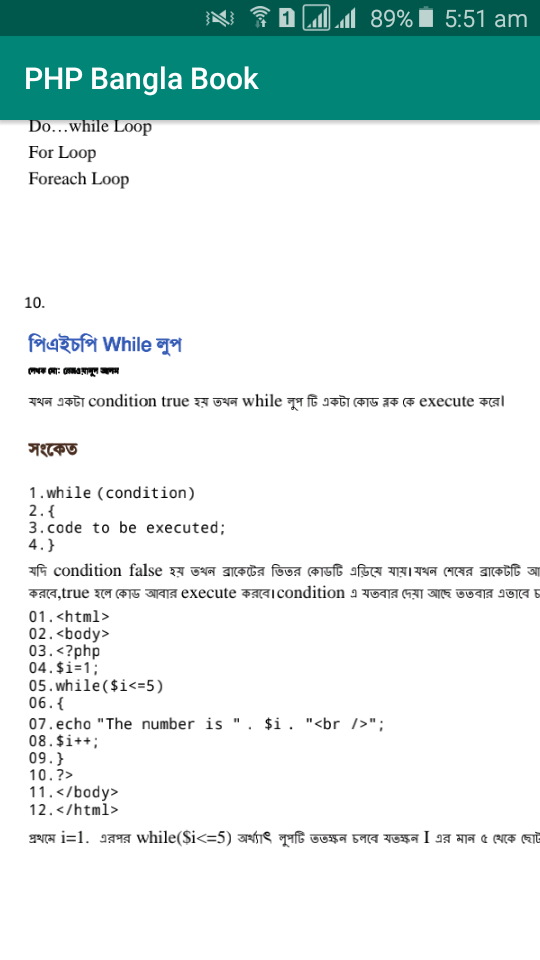 89% 5:51 am
PHP Bangla Book
Do...while Loop
For Loop
Foreach Loop
10.
পিএইচপি While লুপ
লেখক মো: রেজওয়ানুল আলম
যখন একটা condition true হয় তখন while লুপ টি একটা কোড ব্লক কে execute করে।
সংকেত
1.while (condition)
2.{
3.code to be executed;
4.}
যদি condition false হয় তখন ব্রাকেটের ভিতর কোডটি এড়িয়ে যায়।যখন শেষের ব্রাকেটটি আ
করবে,true হলে কোড আবার execute করবে।condition এ যতবার দেয়া আছে ততবার এভাবে চ
01.<html>
02.<body>
03.<?php
04.$i=1;
05.while($i<=5)
06.{
07.echo "The number is " . $i . "<br />";
08.$i++;
09.}
10.?>
11.</body>
12.</html>
প্রথমে i=1. এরপর while($i<=5) অর্থ্যাৎ লুপটি ততক্ষন চলবে যতক্ষন I এর মান ৫ থেকে ছোট